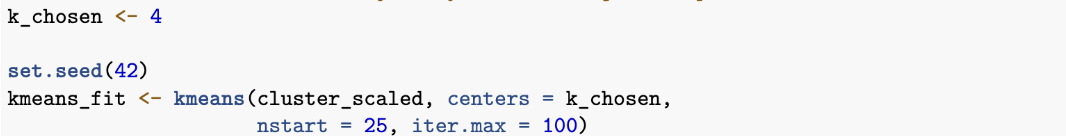 k_chosen <- 4
set.seed(42)
kmeans_fit <- kmeans(cluster_scaled, centers = k_chosen,
nstart = 25, iter.max = 100)